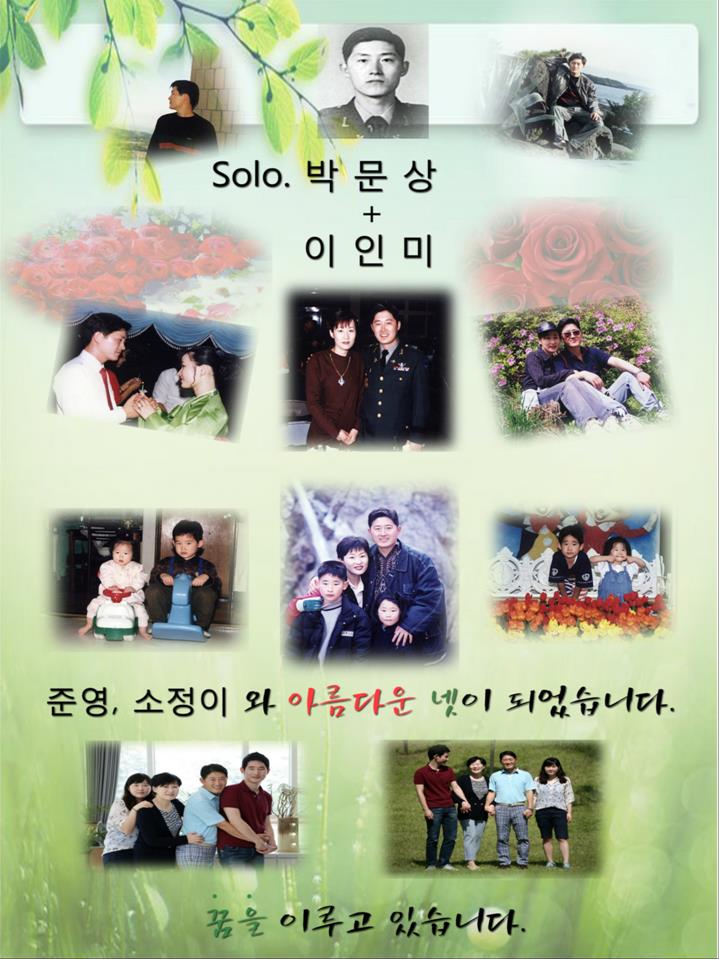 Solo. 박 문 상
+
이 인 미
준영, 소정이 와 아름다운 넷이 되었습니다.
꿈을 이루고 있습니다.